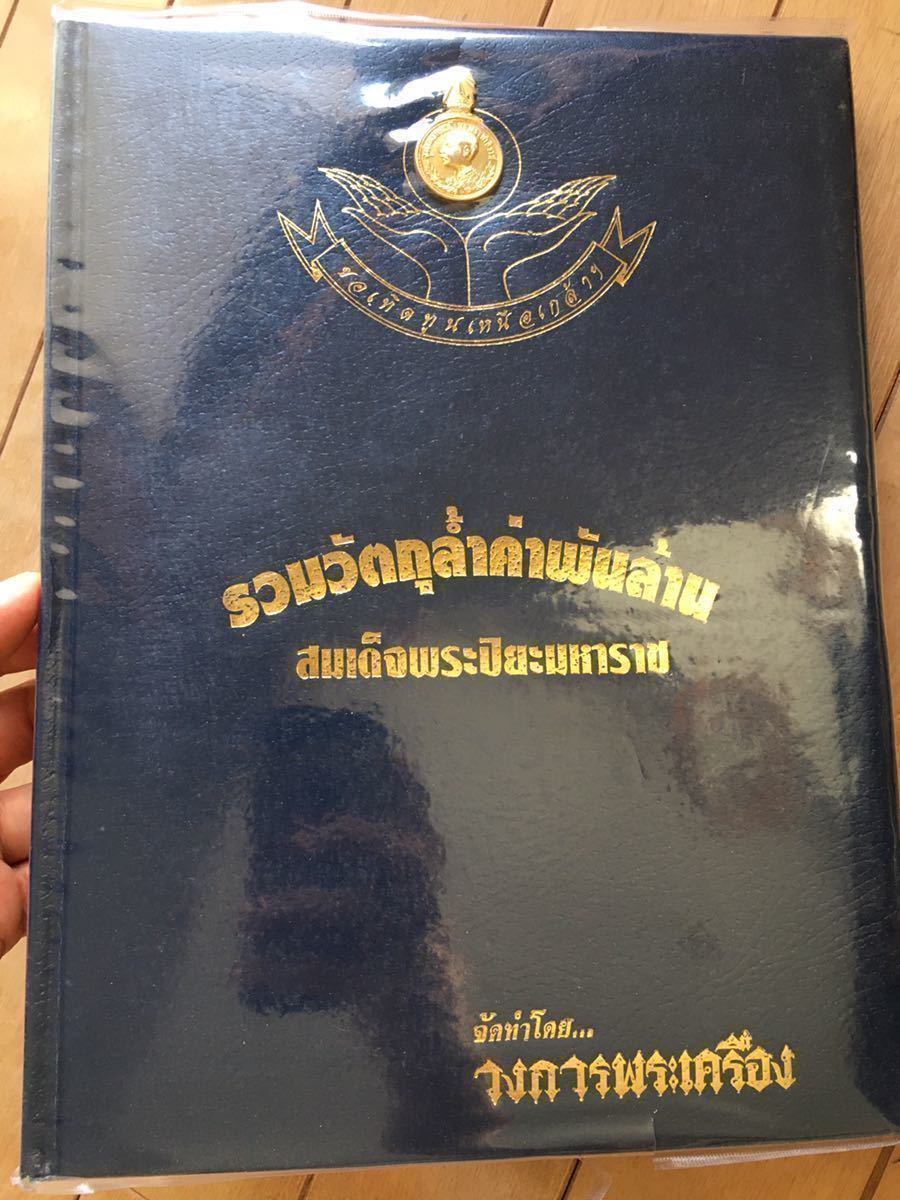 ขอเทิดทูนเหนือเกล้าฯ
รวมวัตถุล้ำค่าพันล้าน
สมเด็จพระปิยะมหาราช
จัดทำโดย...
วงการพระเครื่อง